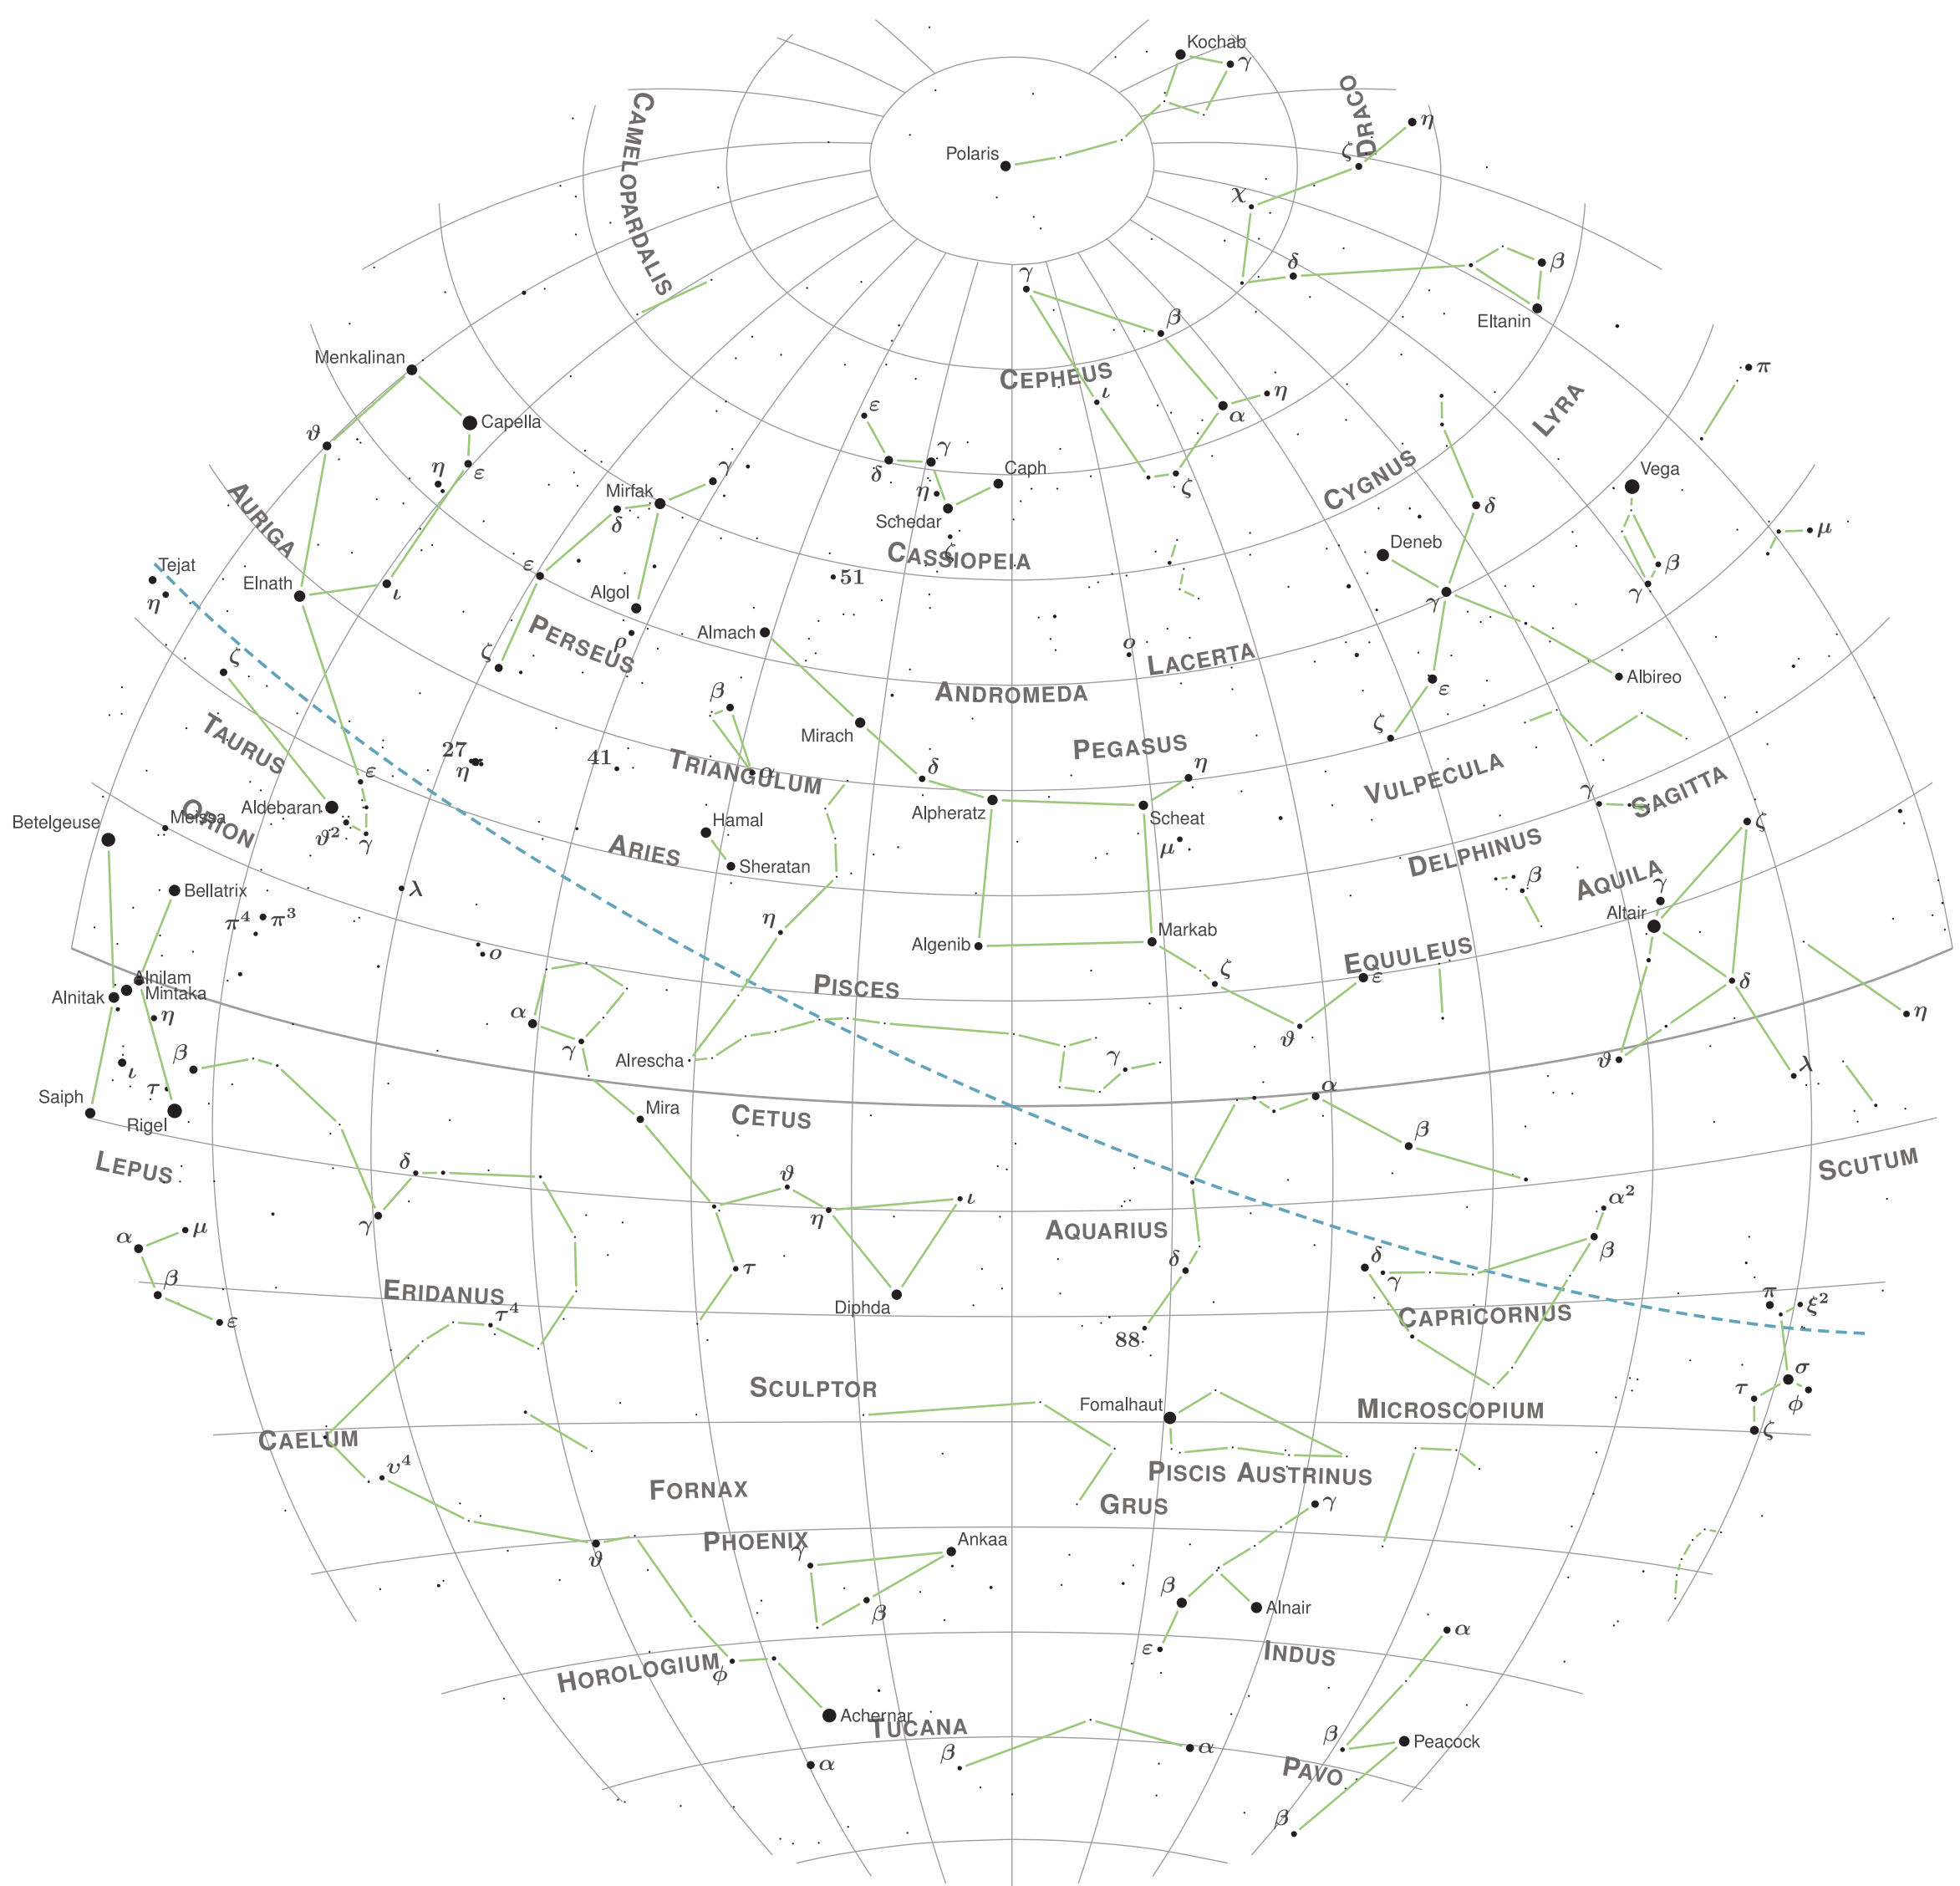 Kochab
γ
DRACO
η
CAMELOPARDALIS
Polaris
ζ
χ
δ
β
γ
Eltanin
β
Menkalinan
CEPHEUS
π
LYRA
ι
η
ε
α
Capella
ϑ
γ
δ
Caph
Vega
CYGNUS
η
ε
γ
Mirfak
ζ
η
Schedar
δ
AURIGA
δ
ζ
CASSIOPEIA
Deneb
μ
Tejat
ε
51
β
Elnath
ι
Algol
γ
γ
η
Almach
ρ
PERSEUS
ο
LACERTA
ζ
ζ
Albireo
ANDROMEDA
β
ε
TAURUS
Mirach
PEGASUS
ζ
27
η
41
TRIANGULUM
α
δ
η
VULPECULA
ε
SAGITTA
γ
Aldebaran
Alpheratz
Scheat
ORION
Meissa
Betelgeuse
Hamal
ζ
ϑ²
γ
μ
ARIES
DELPHINUS
Sheratan
β
AQUILA
Bellatrix
λ
γ
π⁴
π³
η
Altair
Algenib
Markab
EQUULEUS
ο
ζ
ε
Alnilam
PISCES
δ
Alnitak
Mintaka
η
α
η
γ
ϑ
β
Alrescha
γ
ϑ
λ
ι
τ
α
Saiph
Mira
Rigel
CETUS
β
LEPUS
δ
ϑ
SCUTUM
ι
α²
μ
γ
η
AQUARIUS
α
β
δ
δ
τ
γ
β
ERIDANUS
Diphda
π
ξ²
τ⁴
CAPRICORNUS
ε
88
σ
SCULPTOR
τ
Fomalhaut
MICROSCOPIUM
φ
CAELUM
ζ
υ⁴
PISCIS AUSTRINUS
FORNAX
GRUS
γ
PHOENIX
Ankaa
γ
ϑ
β
β
Alnair
α
ε
INDUS
HOROLOGIUM
φ
Achernar
TUCANA
β
Peacock
β
α
α
PAVO
β